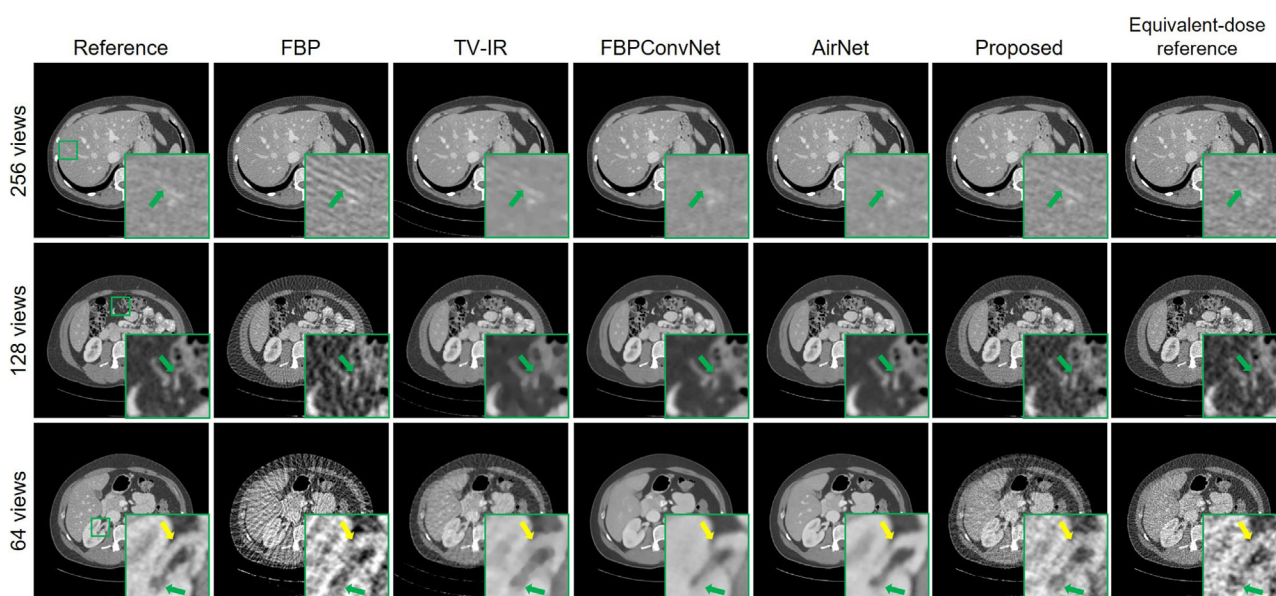 Reference
FBP
TV-IR
FBPConvNet
AirNet
Proposed
Equivalent-dose
reference
256 views
128 views
64 views